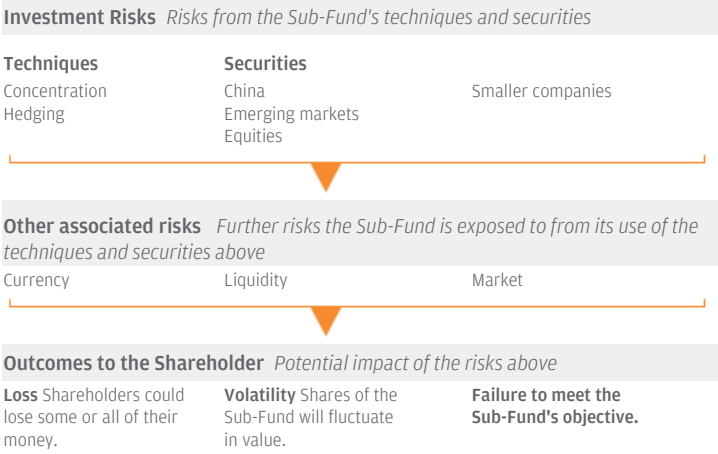 Investment Risks Risks from the Sub-Fund's techniques and securities
Techniques
Concentration
Hedging
Securities
China
Emerging markets
Equities
Smaller companies
Other associated risks Further risks the Sub-Fund is exposed to from its use of the
techniques and securities above
Currency
Liquidity
Market
Outcomes to the Shareholder Potential impact of the risks above
Loss Shareholders could
lose some or all of their
money.
Volatility Shares of the
Sub-Fund will fluctuate
in value.
Failure to meet the
Sub-Fund's objective.